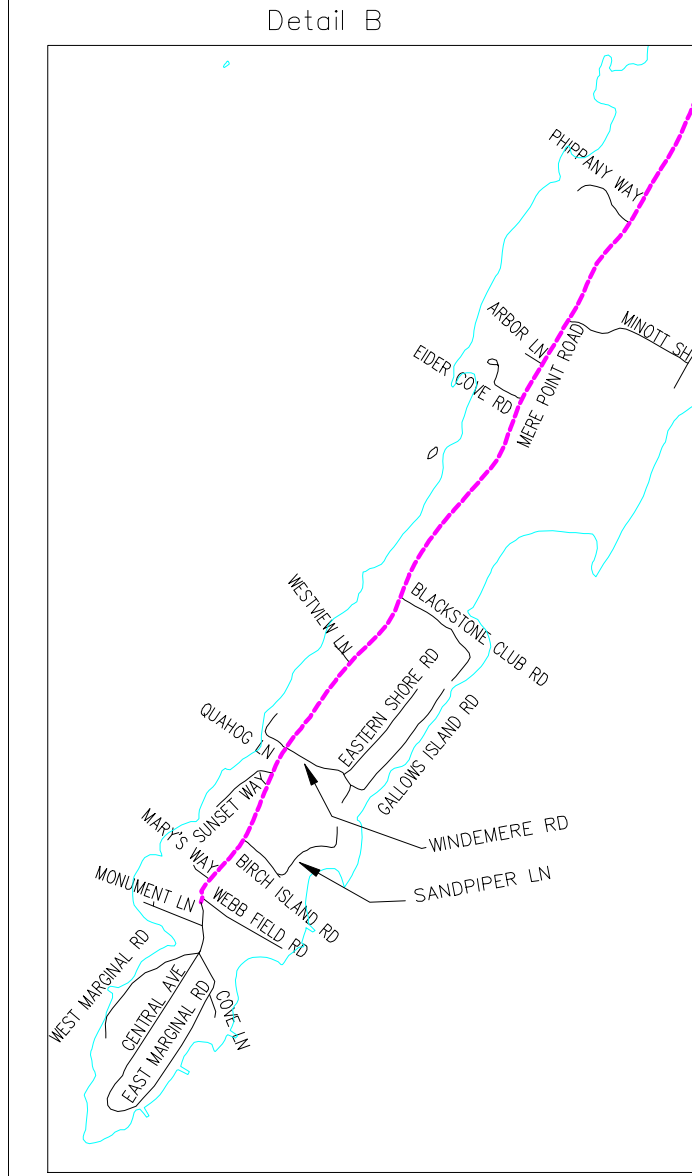 Detail B
PHIPPANY WAY
ARBOR LN
MINOTT SH
EIDER COVE RD
MERE POINT ROAD
WESTVIEW LN
BLACKSTONE CLUB RD
QUAHOG LN
EASTERN SHORE RD
GALLOWS ISLAND RD
SUNSET WAY
WINDEMERE RD
MARY'S WAY
BIRCH ISLAND RD
SANDPIPER LN
MONUMENT LN
WEBB FIELD RD
WEST MARGINAL RD
CENTRAL AVE
EAST MARGINAL RD
COVE LN